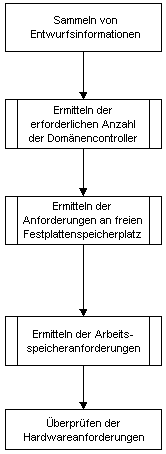 Sammeln von
Entwurfsinformationen
Ermitteln der
erforderlichen Anzahl
der Domänencontroller
Ermitteln der
Anforderungen an freien
Festplattenspeicherplatz
Ermitteln der Arbeits-
speicheranforderungen
Überprüfen der
Hardwareanforderungen